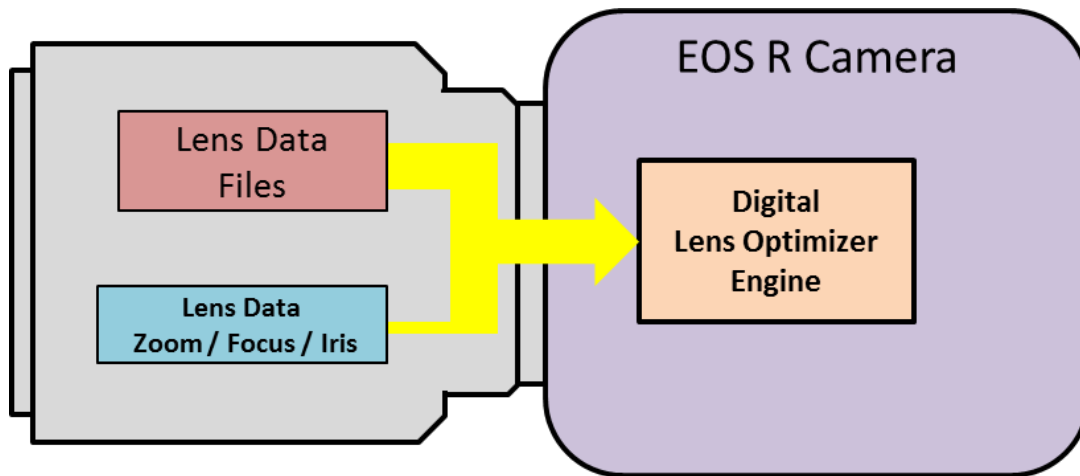 EOS R Camera
Lens Data
Files
Digital
Lens Optimizer
Engine
Lens Data
Zoom / Focus / Iris